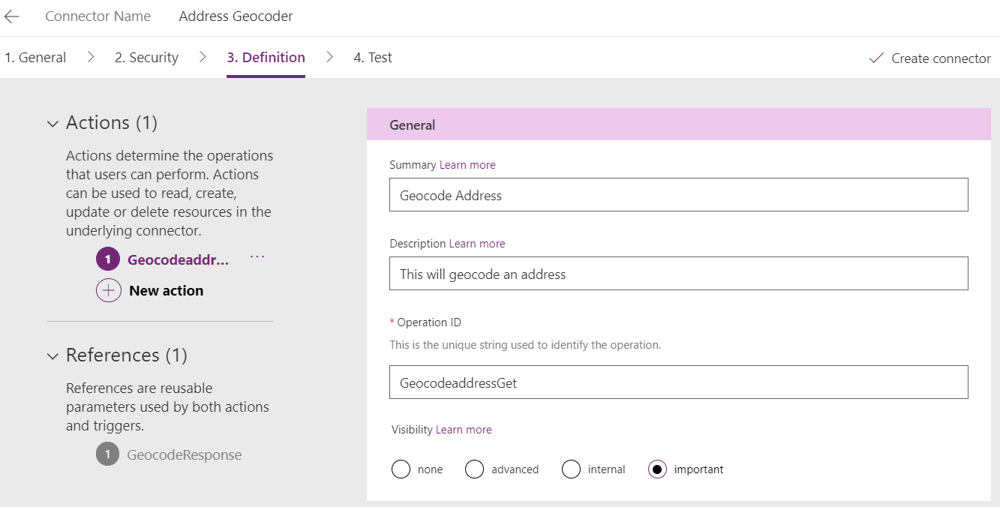 Connector Name Address Geocoder
1. General 2. Security 3. Definition 4. Test Create connector
Actions (1)
Actions determine the operations
that users can perform. Actions
can be used to read, create,
update or delete resources in the
underlying connector.
1 Geocodeaddr... ...
New action
References (1)
References are reusable
parameters used by both actions
and triggers.
1 GeocodeResponse
General
Summary Learn more
Geocode Address
Description Learn more
This will geocode an address
* Operation ID
This is the unique string used to identify the operation.
GeocodeaddressGet
Visibility Learn more
none advanced internal important